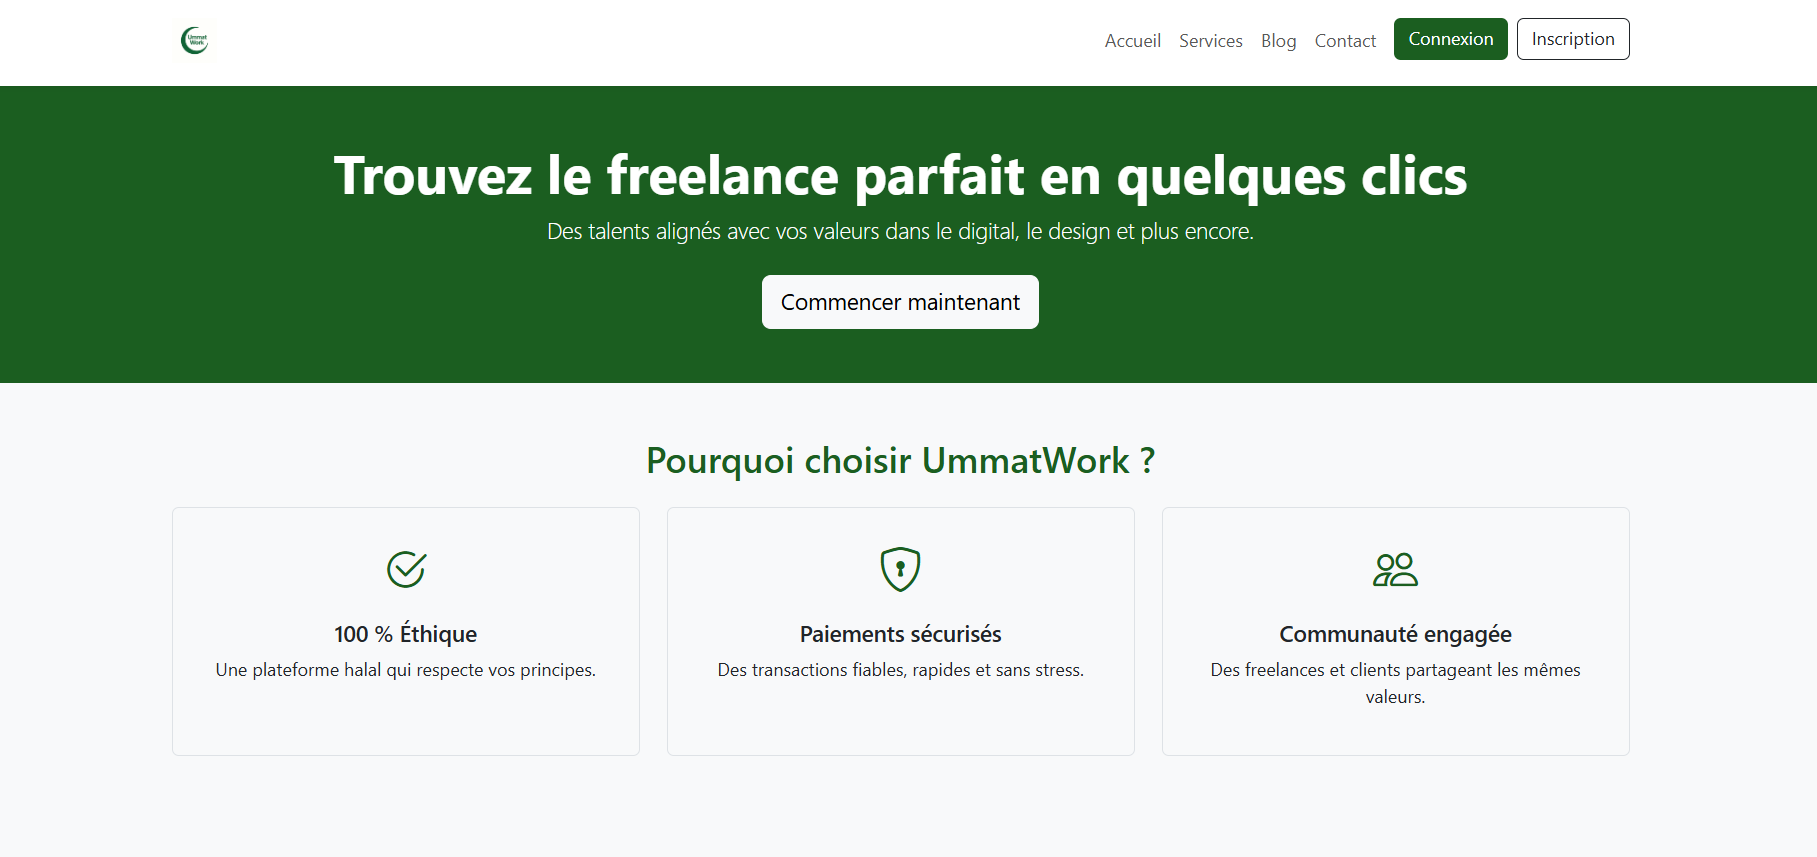 Ummat
Work
Accueil Services Blog Contact Connexion Inscription
Trouvez le freelance parfait en quelques clics
Des talents alignés avec vos valeurs dans le digital, le design et plus encore.
Commencer maintenant
Pourquoi choisir UmmatWork ?
100 % Éthique
Une plateforme halal qui respecte vos principes.
Paiements sécurisés
Des transactions fiables, rapides et sans stress.
Communauté engagée
Des freelances et clients partageant les mêmes
valeurs.